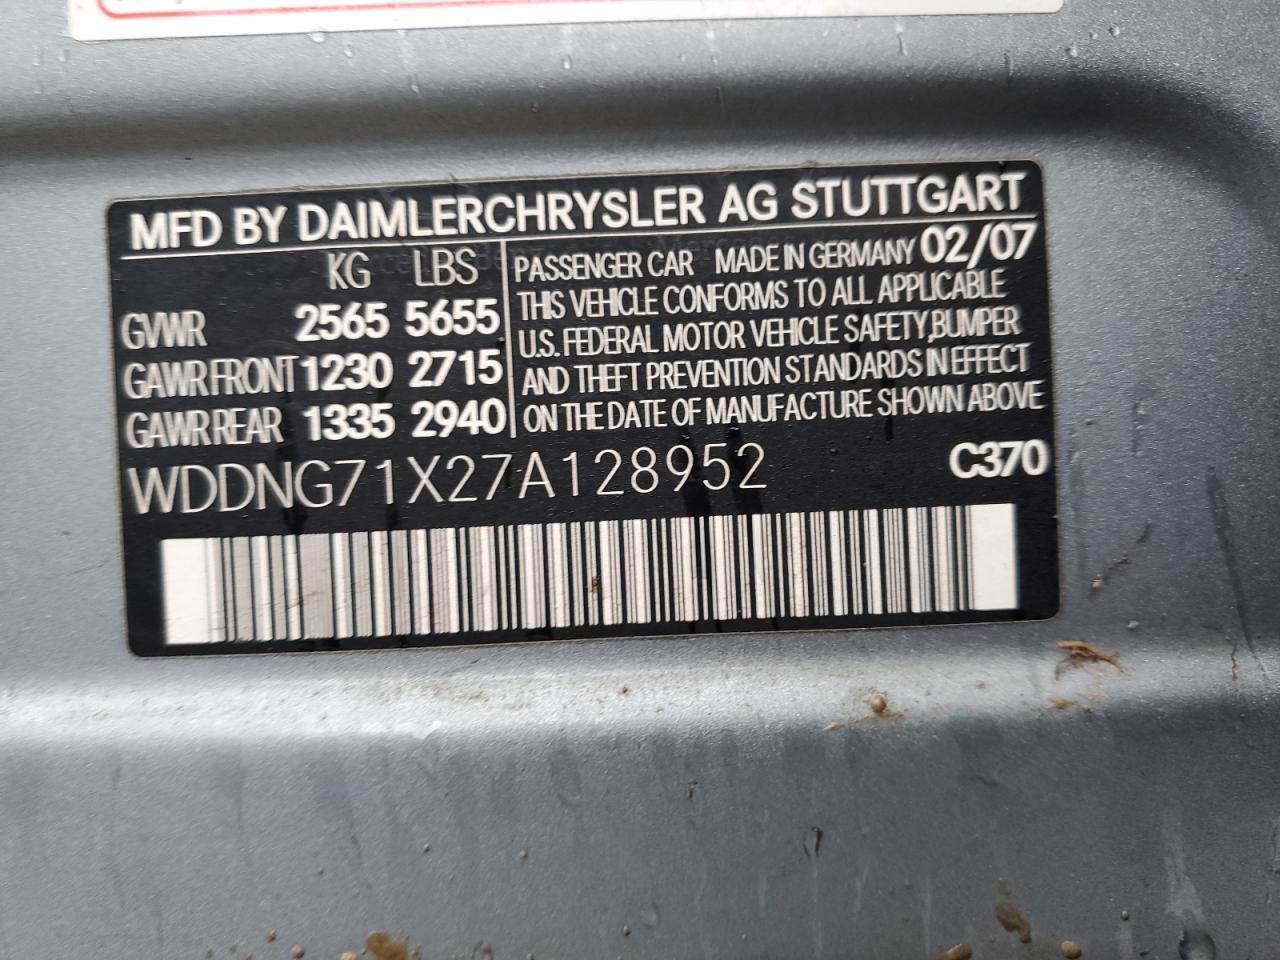 MFD BY DAIMLERCHRYSLER AG STUTTGART
KG LBS
GVWR 2565 5655
GAWR FRONT 1230 2715
GAWR REAR 1335 2940
PASSENGER CAR MADE IN GERMANY 02/07
THIS VEHICLE CONFORMS TO ALL APPLICABLE
U.S. FEDERAL MOTOR VEHICLE SAFETY,BUMPER
AND THEFT PREVENTION STANDARDS IN EFFECT
ON THE DATE OF MANUFACTURE SHOWN ABOVE
WDDNG71X27A128952 C370